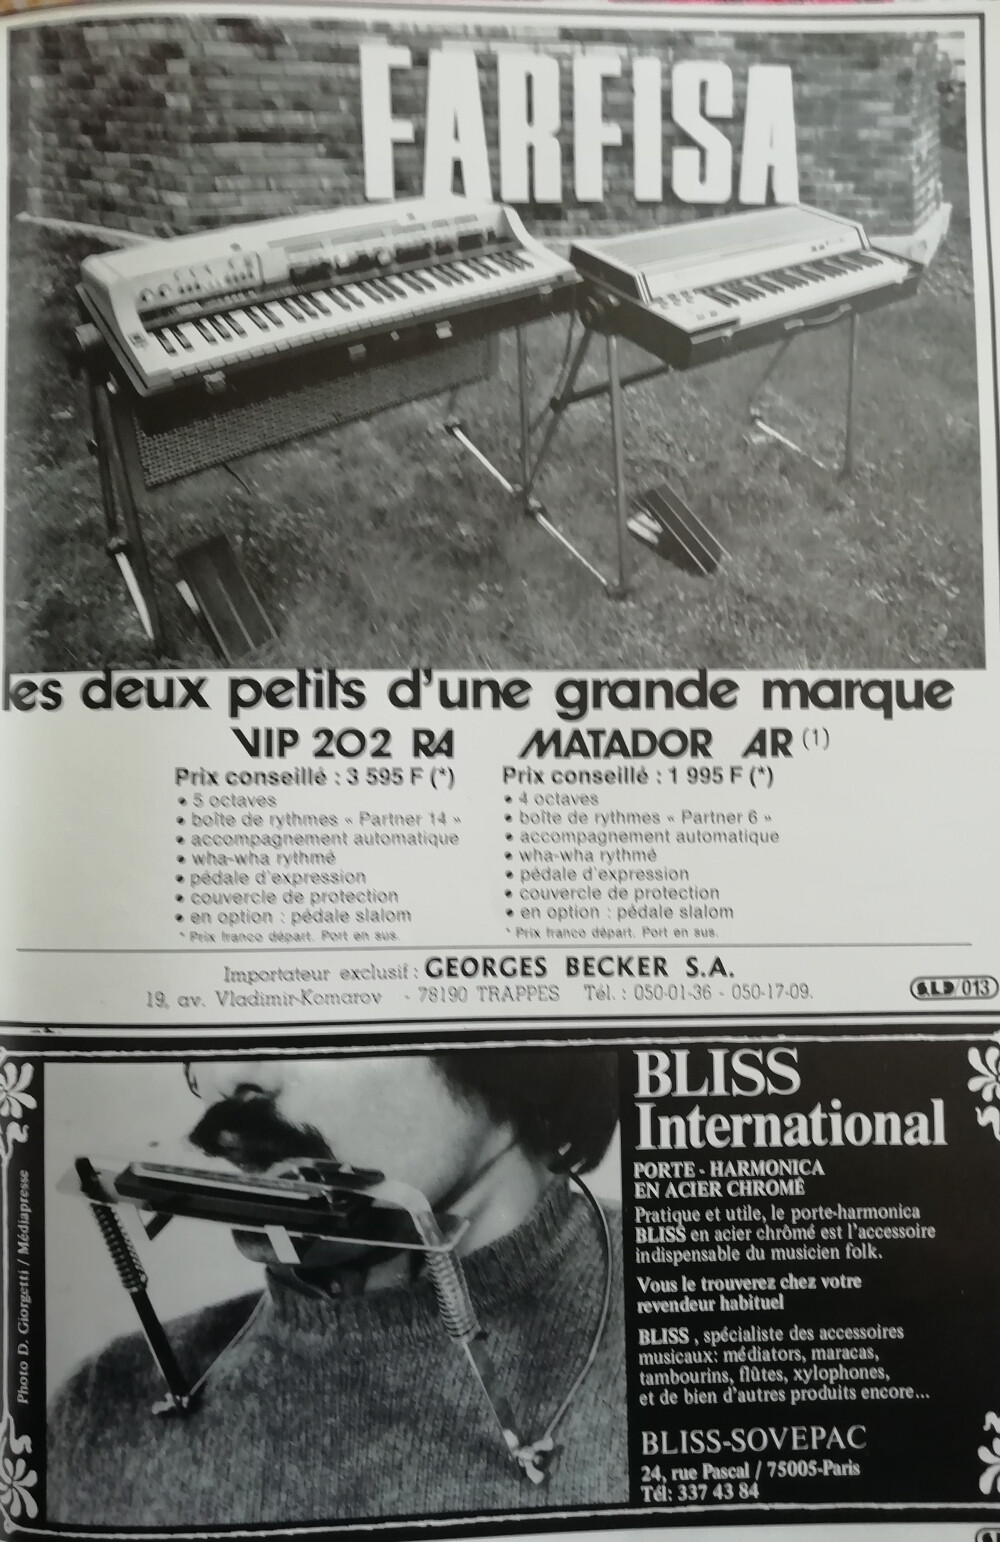 FARFISA
les deux petits d'une grande marque
VIP 202 RA
Prix conseillé : 3 595 F (*)
• 5 octaves
• boîte de rythmes « Partner 14 »
• accompagnement automatique
• wha-wha rythmé
• pédale d'expression
• couvercle de protection
• en option : pédale slalom
* Prix franco départ. Port en sus.
MATADOR AR (1)
Prix conseillé : 1 995 F (*)
• 4 octaves
• boîte de rythmes « Partner 6 »
• accompagnement automatique
• wha-wha rythmé
• pédale d'expression
• couvercle de protection
• en option : pédale slalom
* Prix franco départ. Port en sus.
Importateur exclusif : GEORGES BECKER S.A.
19, av. Vladimir-Komarov - 78190 TRAPPES Tél. : 050-01-36 - 050-17-09.
SLD/013
Photo D. Giorgetti / Médiapresse
BLISS
International
PORTE - HARMONICA
EN ACIER CHROMÉ
Pratique et utile, le porte-harmonica
BLISS en acier chrômé est l'accessoire
indispensable du musicien folk.
Vous le trouverez chez votre
revendeur habituel
BLISS , spécialiste des accessoires
musicaux: médiators, maracas,
tambourins, flûtes, xylophones,
et de bien d'autres produits encore...
BLISS-SOVEPAC
24, rue Pascal / 75005-Paris
Tél: 337 43 84